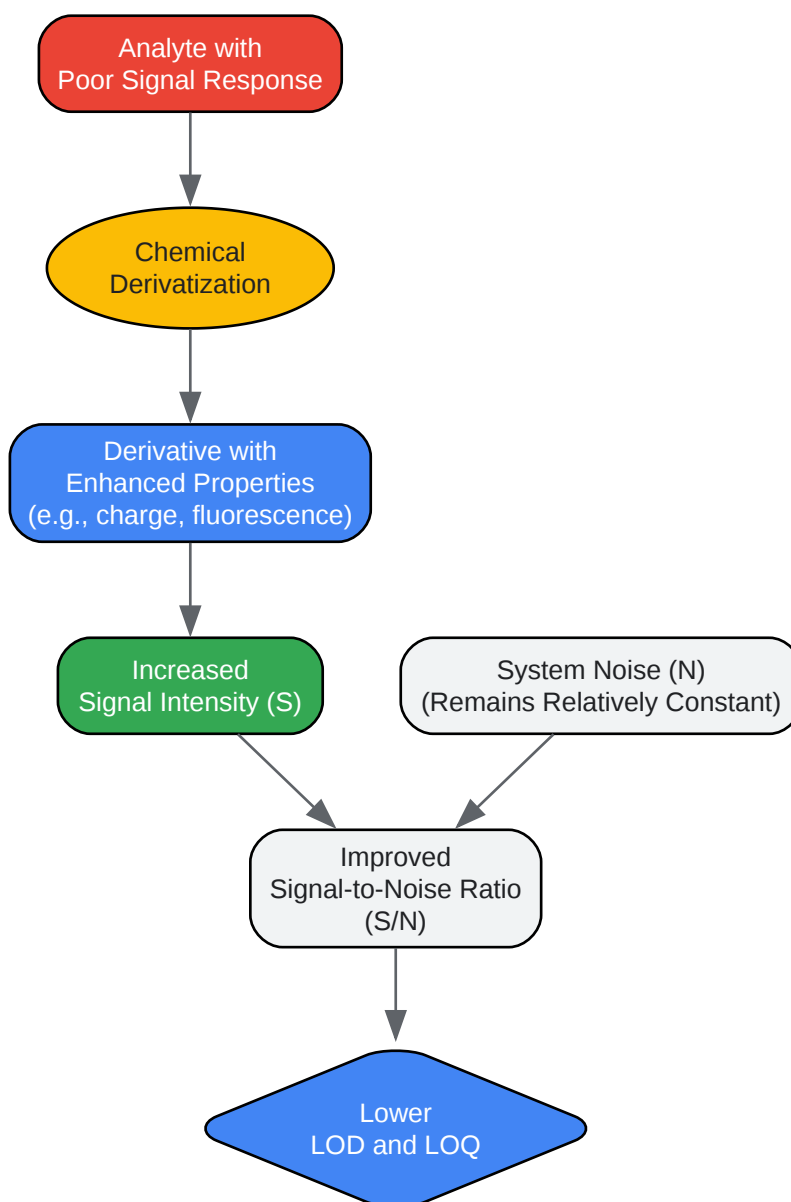 Analyte with
Poor Signal Response
Chemical
Derivatization
Derivative with
Enhanced Properties
(e.g., charge, fluorescence)
Increased
Signal Intensity (S)
System Noise (N)
(Remains Relatively Constant)
Improved
Signal-to-Noise Ratio
(S/N)
Lower
LOD and LOQ